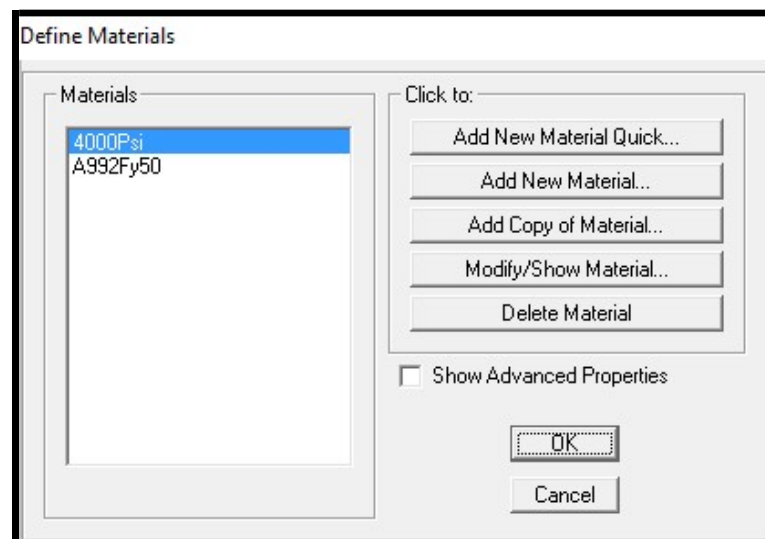 Define Materials
Materials
4000Psi
A992Fy50
Click to:
Add New Material Quick...
Add New Material...
Add Copy of Material...
Modify/Show Material...
Delete Material
Show Advanced Properties
OK
Cancel